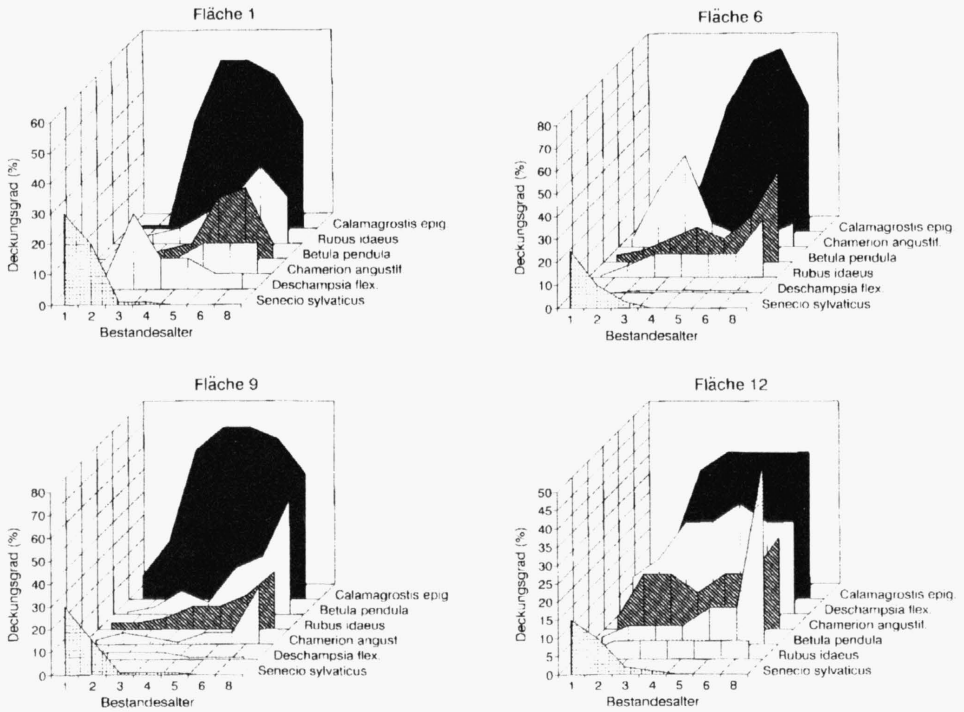 Fläche 1
Deckungsgrad (%)
60
50
40
30
20
10
0
1
2
3
4
5
6
8
Bestandesalter
Calamagrostis epig
Rubus idaeus
Betula pendula
Chamerion angustif
Deschampsia flex.
Senecio sylvaticus
Fläche 6
Deckungsgrad (%)
80
70
60
50
40
30
20
10
0
1
2
3
4
5
6
8
Bestandesalter
Calamagrostis epig.
Chamerion angustif.
Betula pendula
Rubus idaeus
Deschampsia flex.
Senecio sylvaticus
Fläche 9
Deckungsgrad (%)
80
70
60
50
40
30
20
10
0
1
2
3
4
5
6
8
Bestandesalter
Calamagrostis epig
Betula pendula
Rubus idaeus
Chamerion angust
Deschampsia flex.
Senecio sylvaticus
Fläche 12
Deckungsgrad (%)
50
45
40
35
30
25
20
15
10
5
0
1
2
3
4
5
6
8
Bestandesalter
Calamagrostis epig.
Deschampsia flex.
Chamerion angustif.
Betula pendula
Rubus idaeus
Senecio sylvaticus